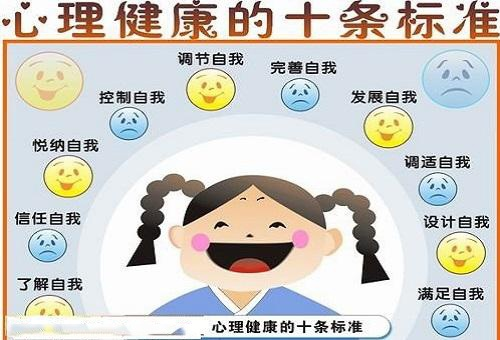 心理健康的十条标准
调节自我
完善自我
控制自我
发展自我
悦纳自我
调适自我
信任自我
设计自我
了解自我
满足自我
心理健康的十条标准